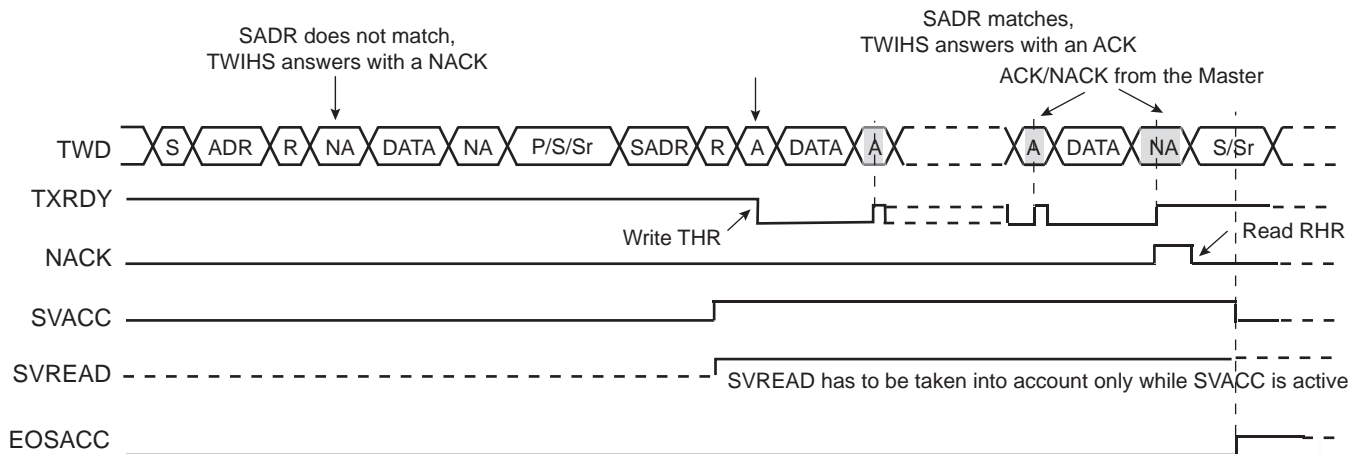 SADR does not match,
TWIHS answers with a NACK
SADR matches,
TWIHS answers with an ACK
ACK/NACK from the Master
TWD S ADR R NA DATA NA P/S/Sr SADR R A DATA A A DATA NA S/Sr
TXRDY
Write THR
Read RHR
NACK
SVACC
SVREAD
SVREAD has to be taken into account only while SVACC is active
EOSACC